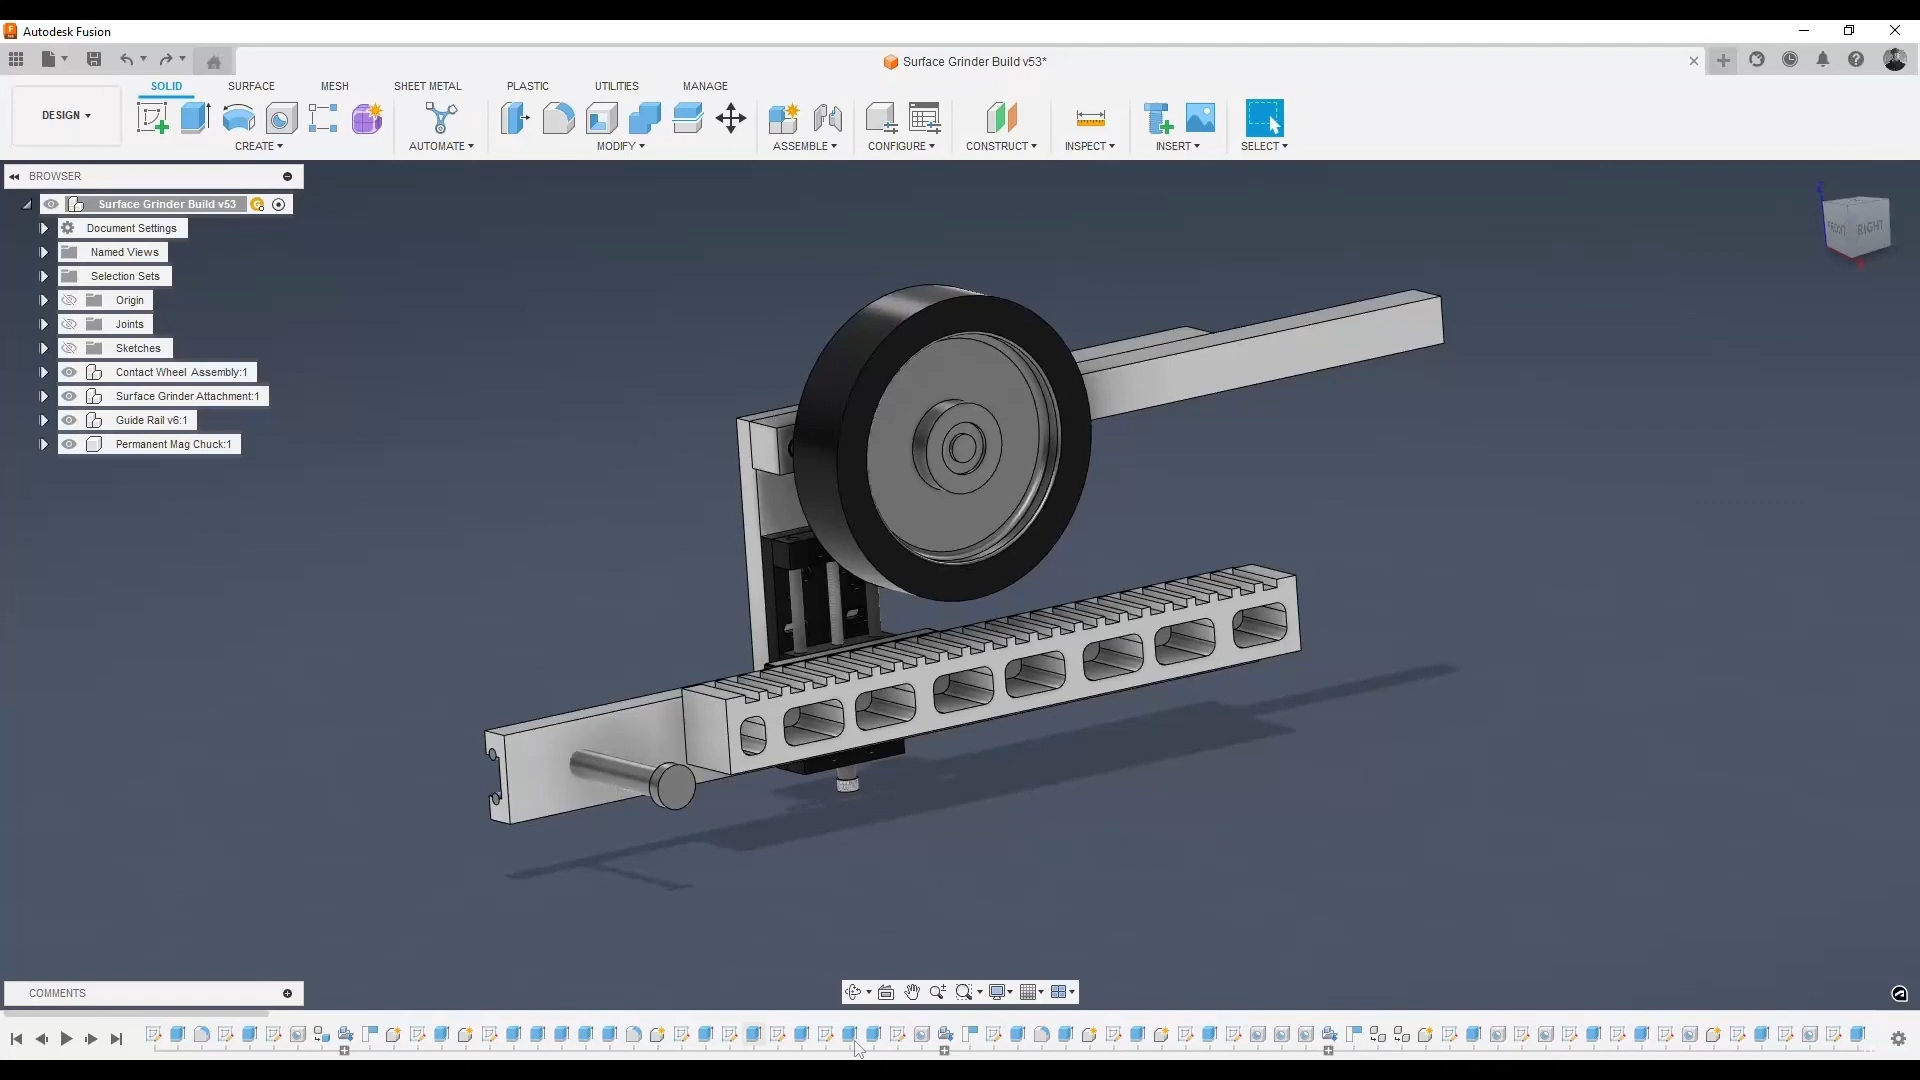 Autodesk Fusion
Surface Grinder Build v53*
SOLID SURFACE MESH SHEET METAL PLASTIC UTILITIES MANAGE
DESIGN
CREATE AUTOMATE MODIFY ASSEMBLE CONFIGURE CONSTRUCT INSPECT INSERT SELECT
BROWSER
Surface Grinder Build v53
Document Settings
Named Views
Selection Sets
Origin
Joints
Sketches
Contact Wheel Assembly:1
Surface Grinder Attachment:1
Guide Rail v6:1
Permanent Mag Chuck:1
Z
RIGHT
COMMENTS